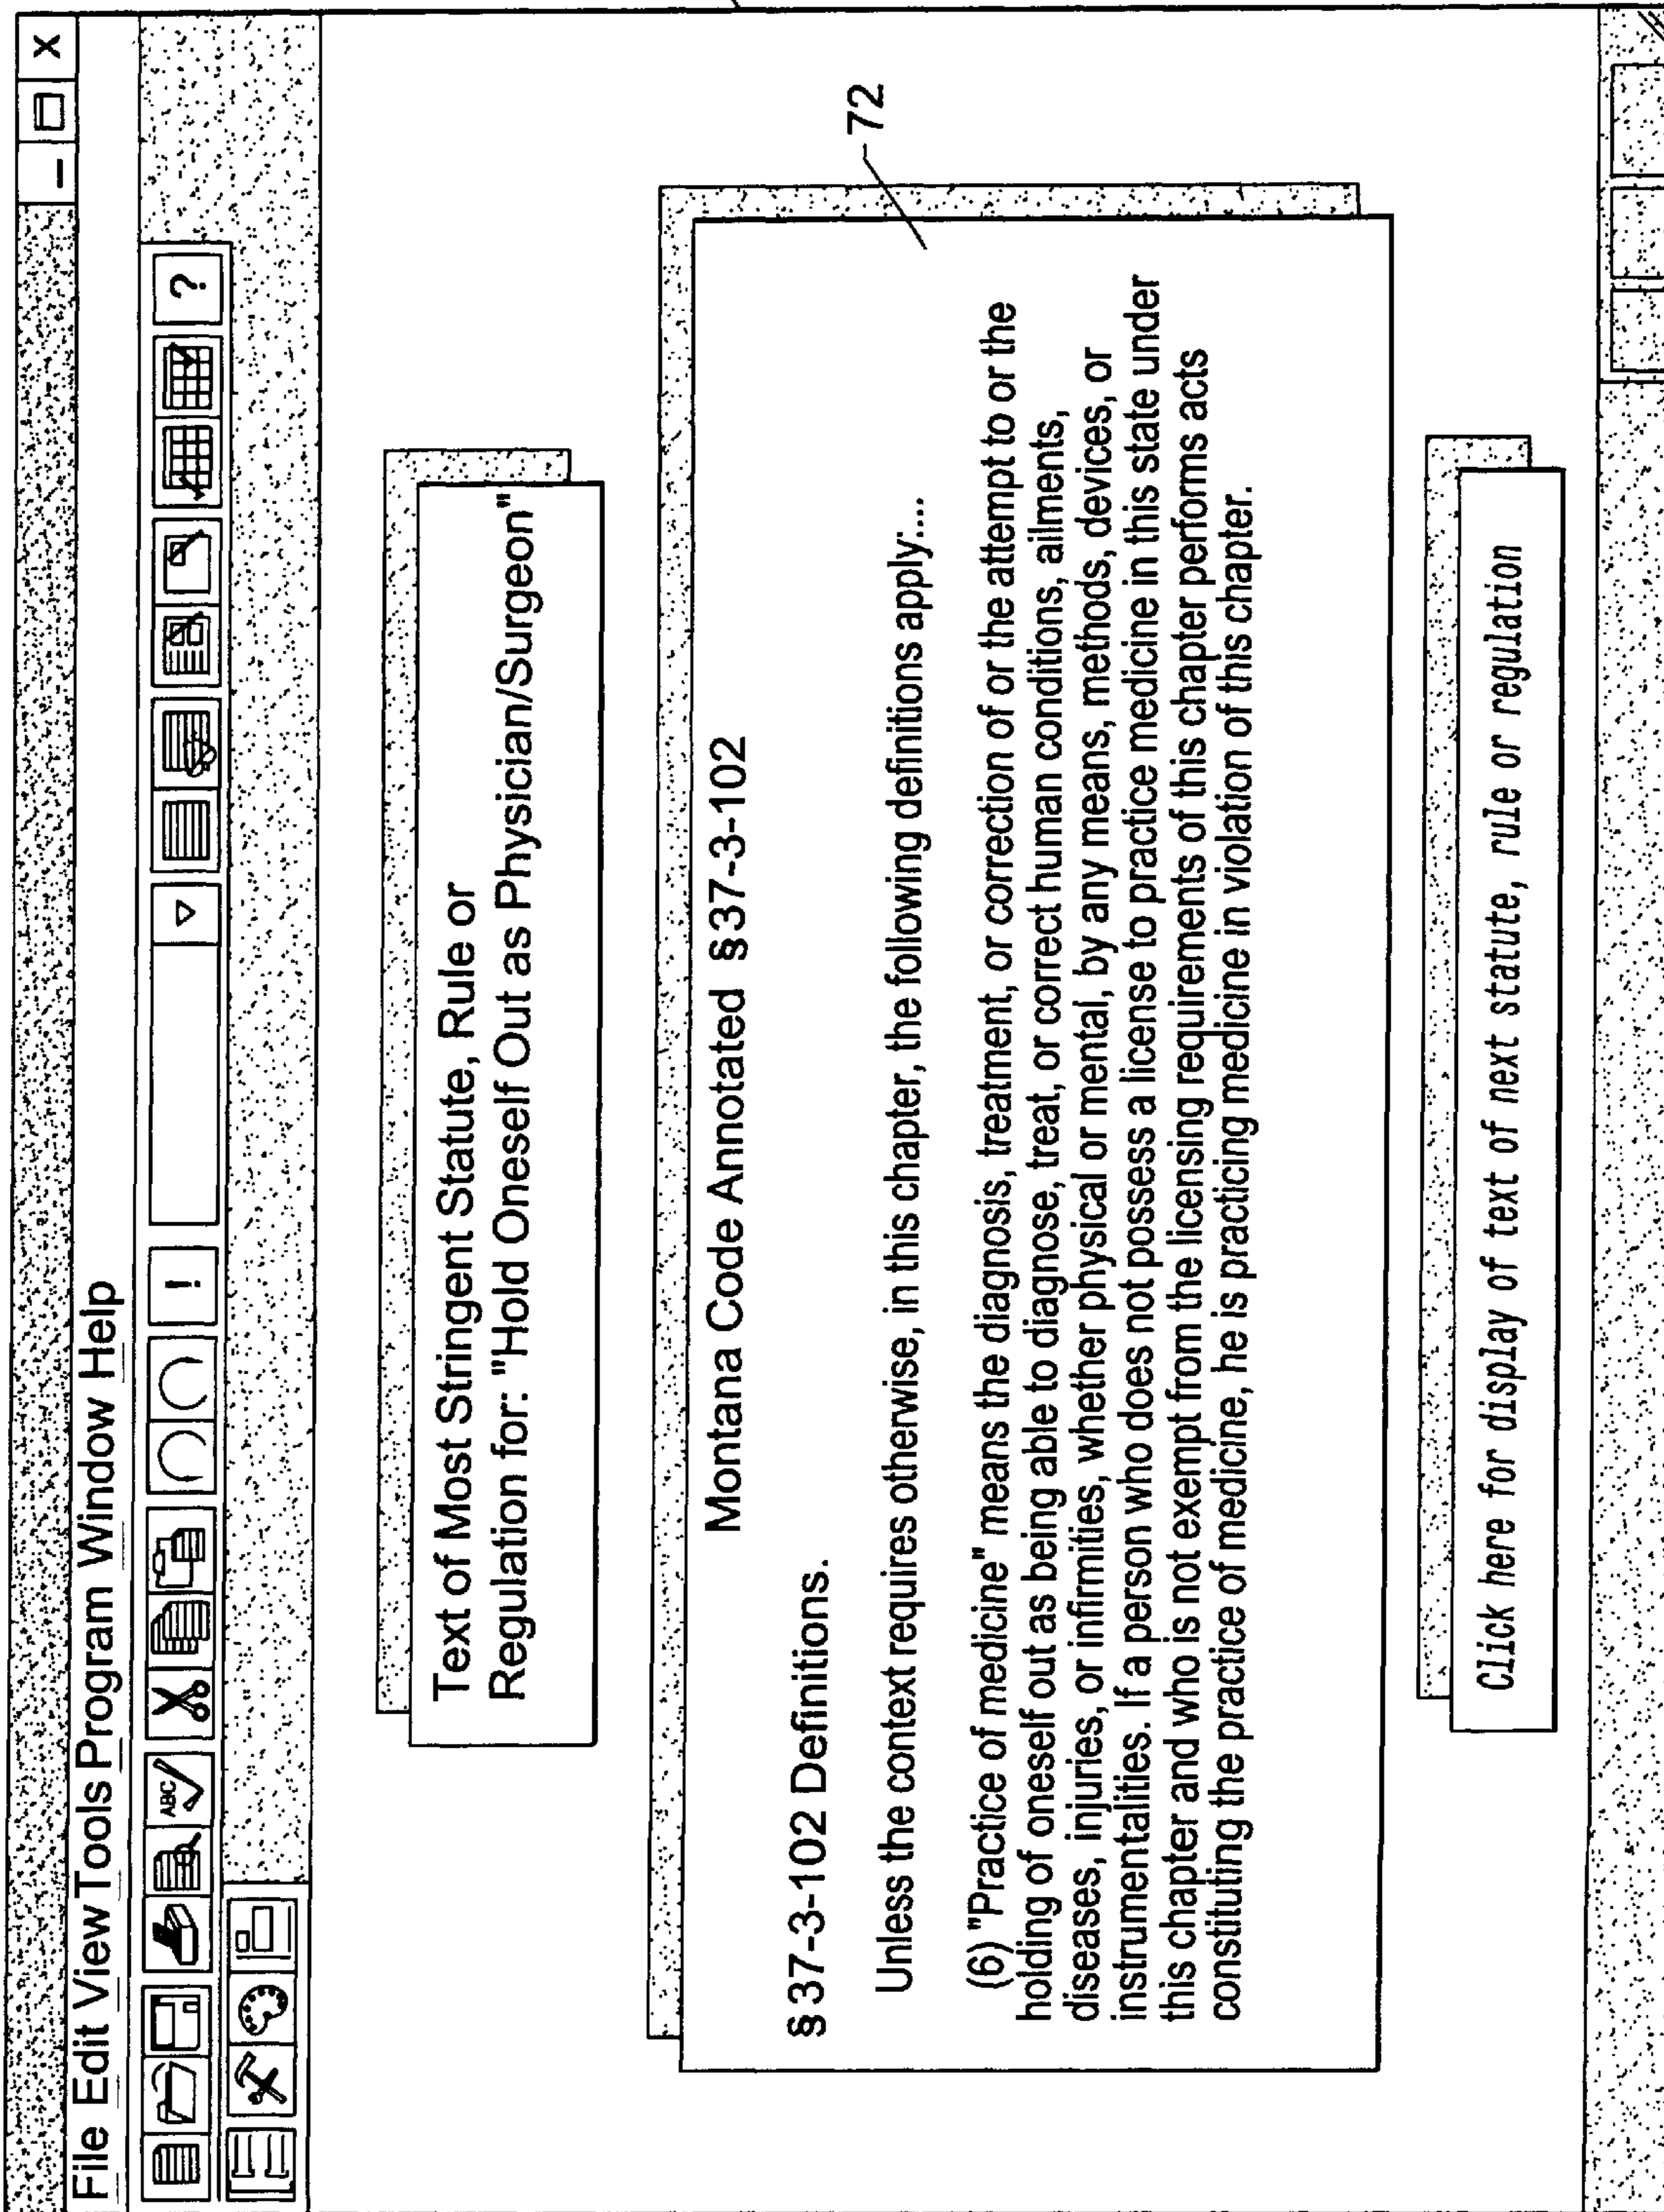 X
File Edit View Tools Program Window Help
ABC
!
?
Text of Most Stringent Statute, Rule or
Regulation for: "Hold Oneself Out as Physician/Surgeon"
72
Montana Code Annotated §37-3-102
§37-3-102 Definitions.
Unless the context requires otherwise, in this chapter, the following definitions apply:...
(6) "Practice of medicine" means the diagnosis, treatment, or correction of or the attempt to or the
holding of oneself out as being able to diagnose, treat, or correct human conditions, ailments,
diseases, injuries, or infirmities, whether physical or mental, by any means, methods, devices, or
instrumentalities. If a person who does not possess a license to practice medicine in this state under
this chapter and who is not exempt from the licensing requirements of this chapter performs acts
constituting the practice of medicine, he is practicing medicine in violation of this chapter.
Click here for display of text of next statute, rule or regulation